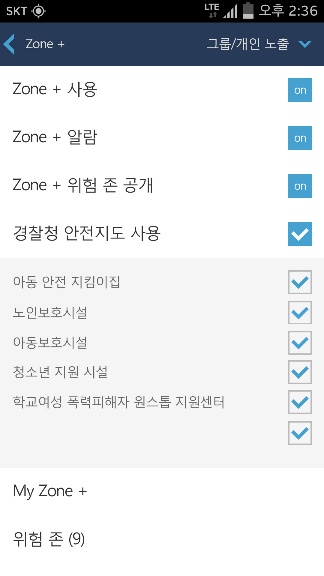 SKT LTE 오후 2:36
Zone + 그룹/개인 노출
Zone + 사용 on
Zone + 알람 on
Zone + 위험 존 공개 on
경찰청 안전지도 사용
아동 안전 지킴이집
노인보호시설
아동보호시설
청소년 지원 시설
학교여성 폭력피해자 원스톱 지원센터
My Zone +
위험 존 (9)